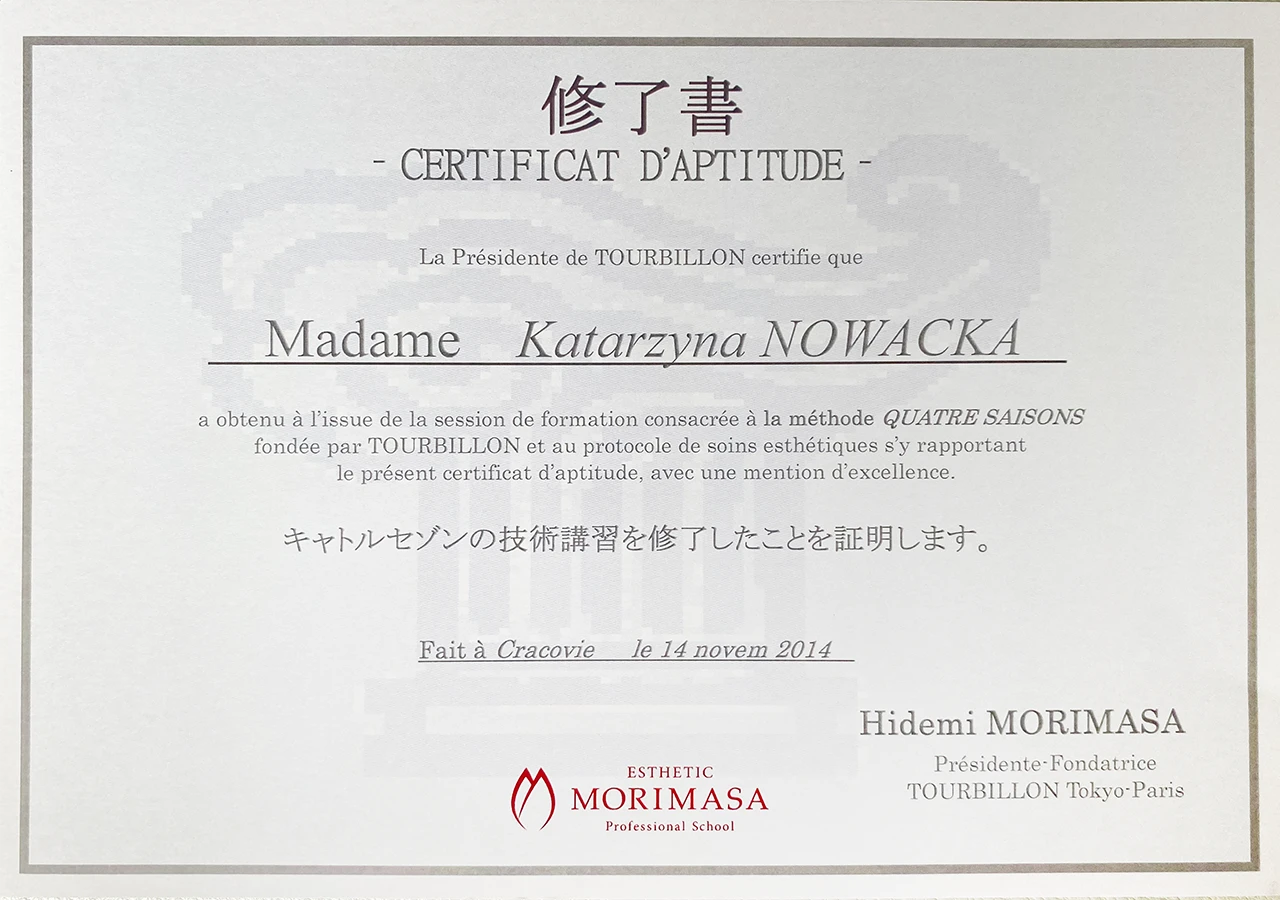 修了書
- CERTIFICAT D'APTITUDE -
La Présidente de TOURBILLON certifie que
Madame Katarzyna NOWACKA
a obtenu à l'issue de la session de formation consacrée à la méthode QUATRE SAISONS
fondée par TOURBILLON et au protocole de soins esthétiques s'y rapportant
le présent certificat d'aptitude, avec une mention d'excellence.
キャトルセゾンの技術講習を修了したことを証明します。
Fait à Cracovie le 14 novem 2014
Hidemi MORIMASA
Présidente-Fondatrice
TOURBILLON Tokyo-Paris
ESTHETIC
MORIMASA
Professional School